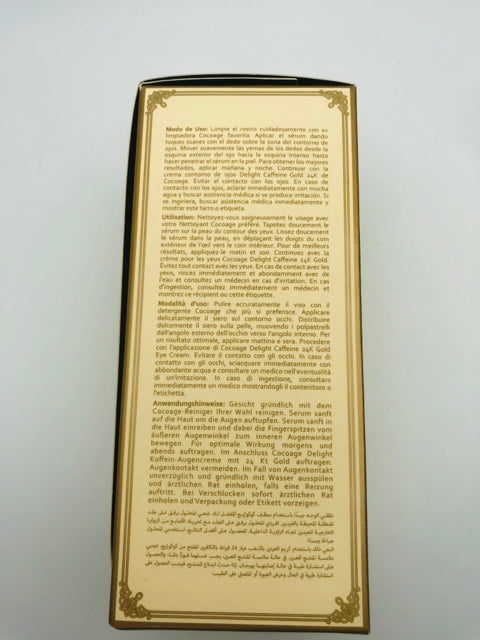 Modo de Uso: Limpie el rostro cuidadosamente con su
limpiadora Cocoage favorita. Aplicar el sérum dando
toques suaves con el dedo sobre la zona del contorno de
ojos. Mover suavemente las yemas de los dedos desde la
esquina exterior del ojo hacia la esquina interior hasta
hacer penetrar el sérum en la piel. Para obtener los mejores
resultados, aplicar mañana y noche. Continuar con la
crema contorno de ojos Delight Caffeine Gold 24K de
Cocoage. Evitar el contacto con los ojos. En caso de
contacto con los ojos, aclarar inmediatamente con mucha
agua y buscar asistencia médica si se produce irritación. Si
se inginera, buscar asistencia médica inmediatamente y
mostrar este tarro o etiqueta.
Utilisation: Nettoyez-vous soigneusement le visage avec
votre Nettoyant Cocoage préféré. Tapotez doucement le
sérum sur la peau du contour des yeux. Lissez doucement
le sérum dans la peau, en déplaçant les doigts du coin
extérieur de l'œil vers le coin intérieur. Pour de meilleurs
résultats, appliquez-le matin et soir. Continuez avec la
crème pour les yeux Cocoage Delight Caffeine 24K Gold.
Évitez tout contact avec les yeux. En cas de contact avec les
yeux, rincez immédiatement et abondamment avec de
l'eau et consultez un médecin en cas d'irritation. En cas
d'ingestion, consultez immédiatement un médecin et
montrez ce récipient ou cette étiquette.
Modalità d'uso: Pulire accuratamente il viso con il
detergente Cocoage che più si preferisce. Applicare
delicatamente il siero sul contorno occhi. Distribuire
dolcemente il siero sulla pelle, muovendo i polpastrelli
dall'angolo esterno dell'occhio verso l'angolo interno. Per
un risultato ottimale, applicare mattina e sera. Procedere
con l'applicazione di Cocoage Delight Caffeine 24K Gold
Eye Cream. Evitare il contatto con gli occhi. In caso di
contatto con gli occhi, sciacquare immediatamente con
abbondante acqua e consultare un medico nell'eventualità
di un'irritazione. In caso di ingestione, consultare
immediatamente un medico mostrandogli il contenitore o
l'etichetta.
Anwendungshinweise: Gesicht gründlich mit dem
Cocoage-Reiniger Ihrer Wahl reinigen. Serum sanft
auf die Haut um die Augen auftupfen. Serum sanft in
die Haut einreiben und dabei die Fingerspitzen vom
äußeren Augenwinkel zum inneren Augenwinkel
bewegen. Für optimale Wirkung morgens und
abends auftragen. Im Anschluss Cocoage Delight
Koffein-Augencreme mit 24 Kt Gold auftragen.
Augenkontakt vermeiden. Im Fall von Augenkontakt
unverzüglich und gründlich mit Wasser ausspülen
und ärztlichen Rat einholen, falls eine Reizung
auftritt. Bei Verschlucken sofort ärztlichen Rat
einholen und Verpackung oder Etikett vorzeigen.